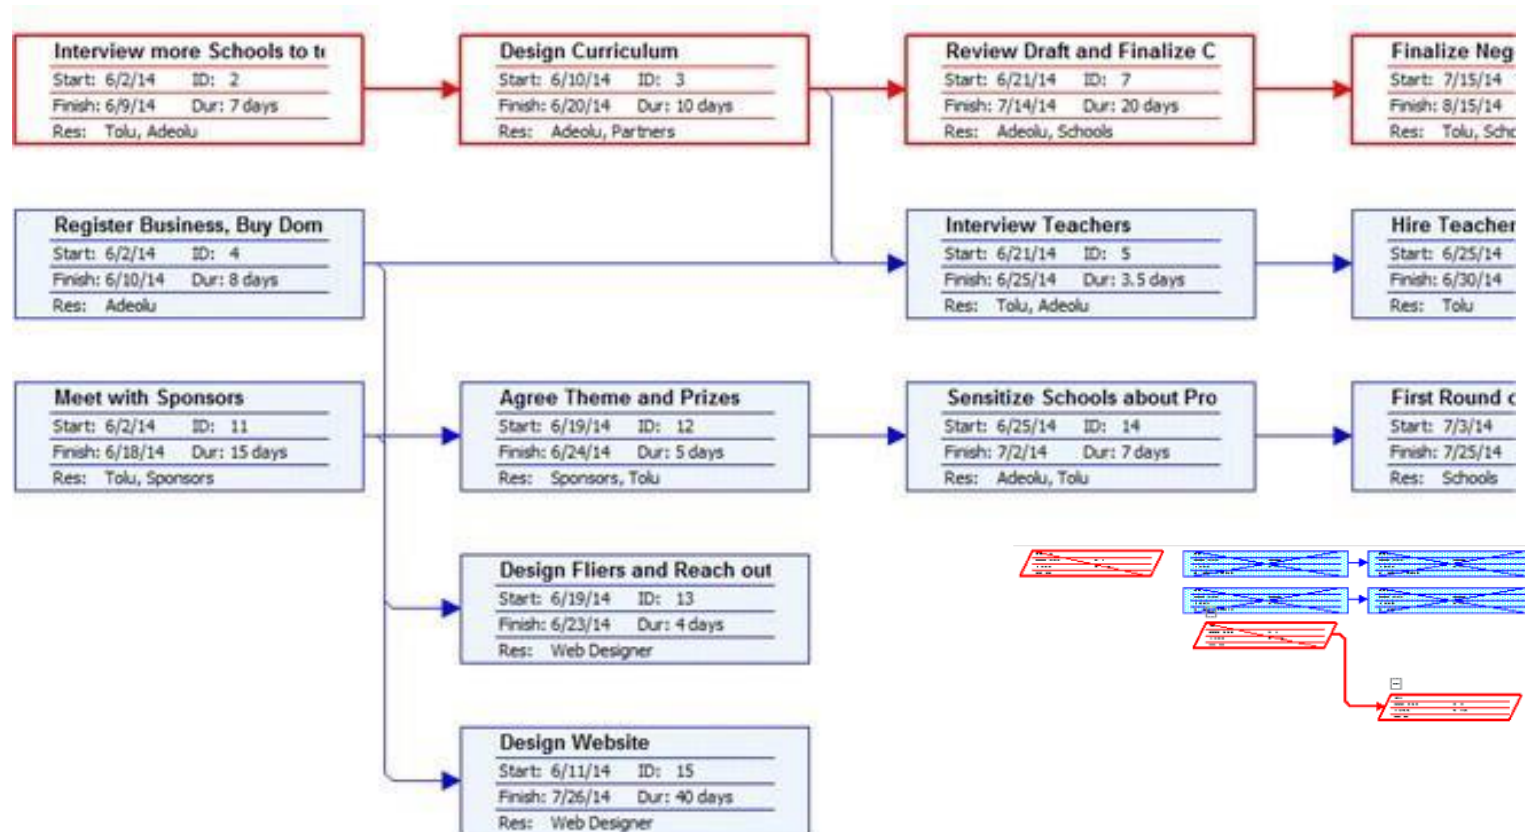 Interview more Schools to te
Start: 6/2/14 ID: 2
Finish: 6/9/14 Dur: 7 days
Res: Tolu, Adeolu
Design Curriculum
Start: 6/10/14 ID: 3
Finish: 6/20/14 Dur: 10 days
Res: Adeolu, Partners
Review Draft and Finalize C
Start: 6/21/14 ID: 7
Finish: 7/14/14 Dur: 20 days
Res: Adeolu, Schools
Finalize Neg
Start: 7/15/14
Finish: 8/15/14
Res: Tolu, Scho
Register Business, Buy Dom
Start: 6/2/14 ID: 4
Finish: 6/10/14 Dur: 8 days
Res: Adeolu
Interview Teachers
Start: 6/21/14 ID: 5
Finish: 6/25/14 Dur: 3.5 days
Res: Tolu, Adeolu
Hire Teacher
Start: 6/25/14
Finish: 6/30/14
Res: Tolu
Meet with Sponsors
Start: 6/2/14 ID: 11
Finish: 6/18/14 Dur: 15 days
Res: Tolu, Sponsors
Agree Theme and Prizes
Start: 6/19/14 ID: 12
Finish: 6/24/14 Dur: 5 days
Res: Sponsors, Tolu
Sensitize Schools about Pro
Start: 6/25/14 ID: 14
Finish: 7/2/14 Dur: 7 days
Res: Adeolu, Tolu
First Round o
Start: 7/3/14
Finish: 7/25/14
Res: Schools
Design Fliers and Reach out
Start: 6/19/14 ID: 13
Finish: 6/23/14 Dur: 4 days
Res: Web Designer
Design Website
Start: 6/11/14 ID: 15
Finish: 7/26/14 Dur: 40 days
Res: Web Designer